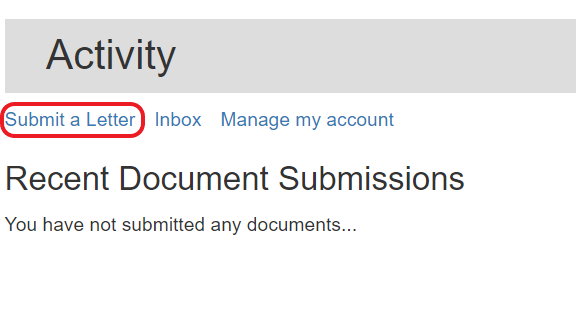 Activity
Submit a Letter Inbox Manage my account
Recent Document Submissions
You have not submitted any documents...